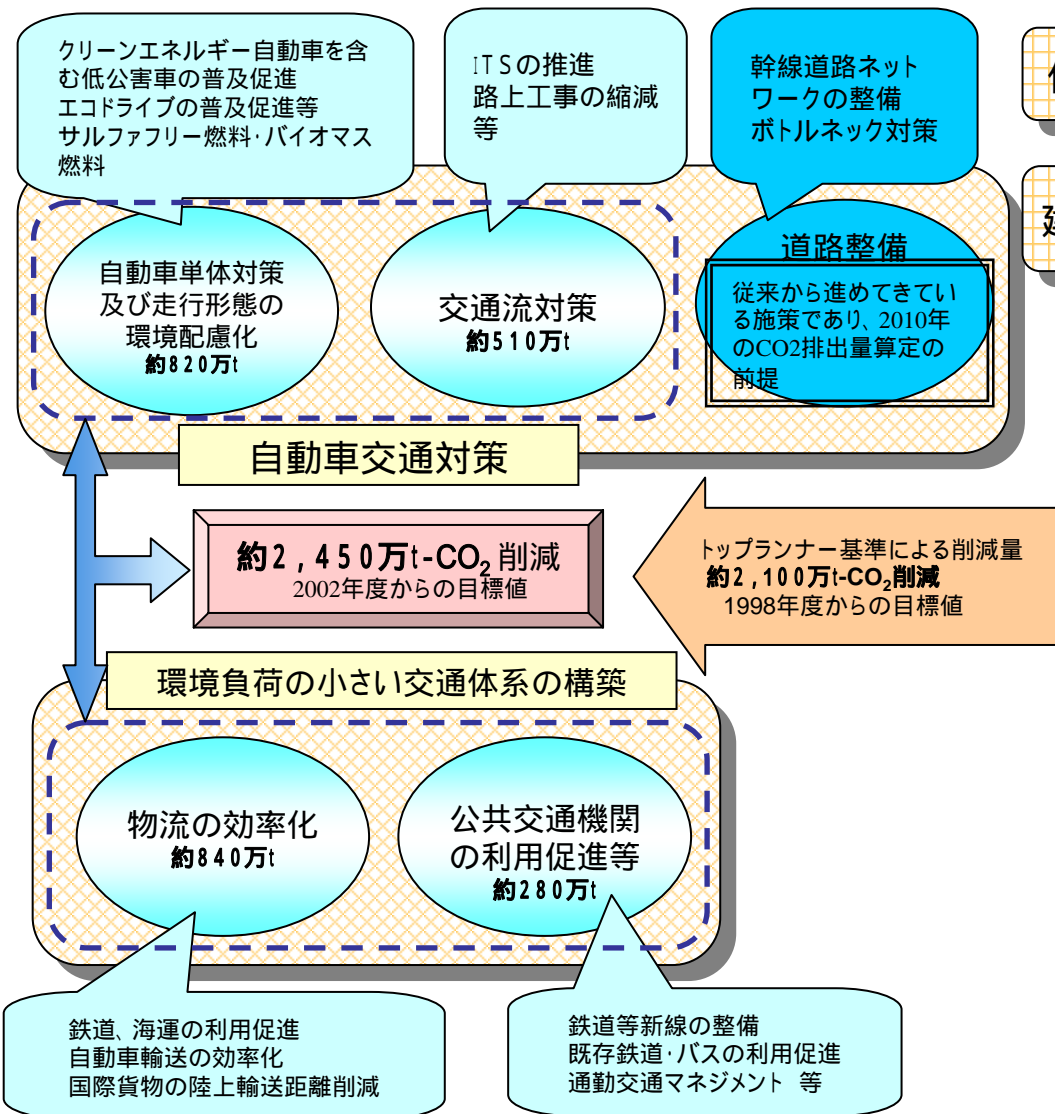 クリーンエネルギー自動車を含
む低公害車の普及促進
エコドライブの普及促進等
サルファフリー燃料･バイオマス
燃料
ITSの推進
路上工事の縮減
等
幹線道路ネット
ワークの整備
ボトルネック対策
自動車単体対策
及び走行形態の
環境配慮化
約820万t
交通流対策
約510万t
道路整備
従来から進めてきてい
る施策であり、2010年
のCO2排出量算定の
前提
自動車交通対策
約2,450万t-CO₂削減
2002年度からの目標値
トップランナー基準による削減量
約2,100万t-CO₂削減
1998年度からの目標値
環境負荷の小さい交通体系の構築
物流の効率化
約840万t
公共交通機関
の利用促進等
約280万t
鉄道、海運の利用促進
自動車輸送の効率化
国際貨物の陸上輸送距離削減
鉄道等新線の整備
既存鉄道･バスの利用促進
通勤交通マネジメント 等